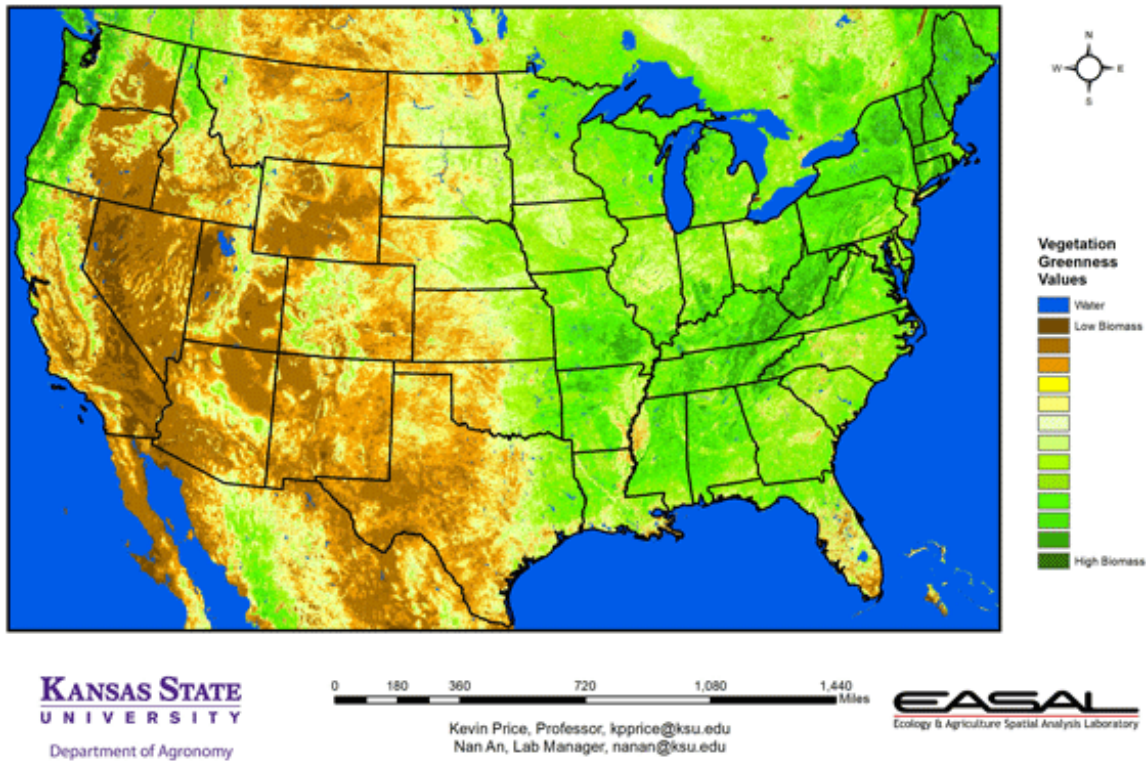 N
W E
S
Vegetation
Greenness
Values
Water
Low Biomass
High Biomass
KANSAS STATE
UNIVERSITY
Department of Agronomy
0 180 360 720 1,080 1,440
Miles
Kevin Price, Professor, kpprice@ksu.edu
Nan An, Lab Manager, nanan@ksu.edu
EASAL
Ecology & Agriculture Spatial Analysis Laboratory